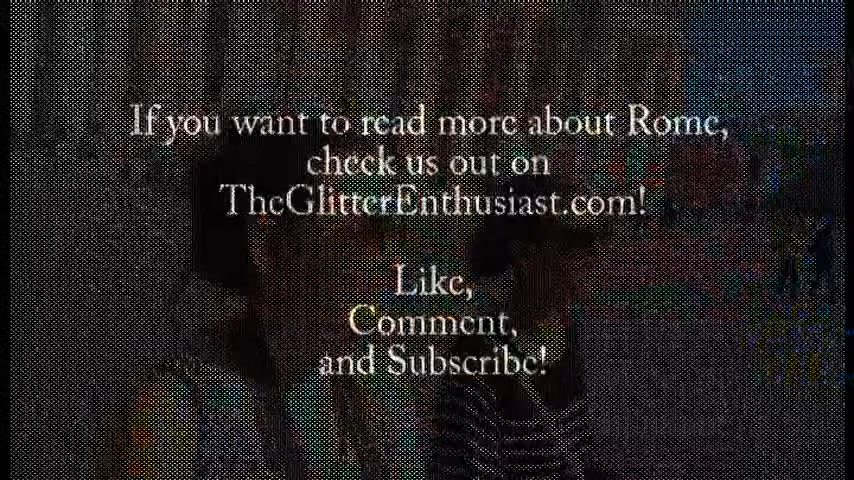 If you want to read more about Rome,
check us out on
TheGlitterEnthusiast.com!
Like,
Comment,
and Subscribe!